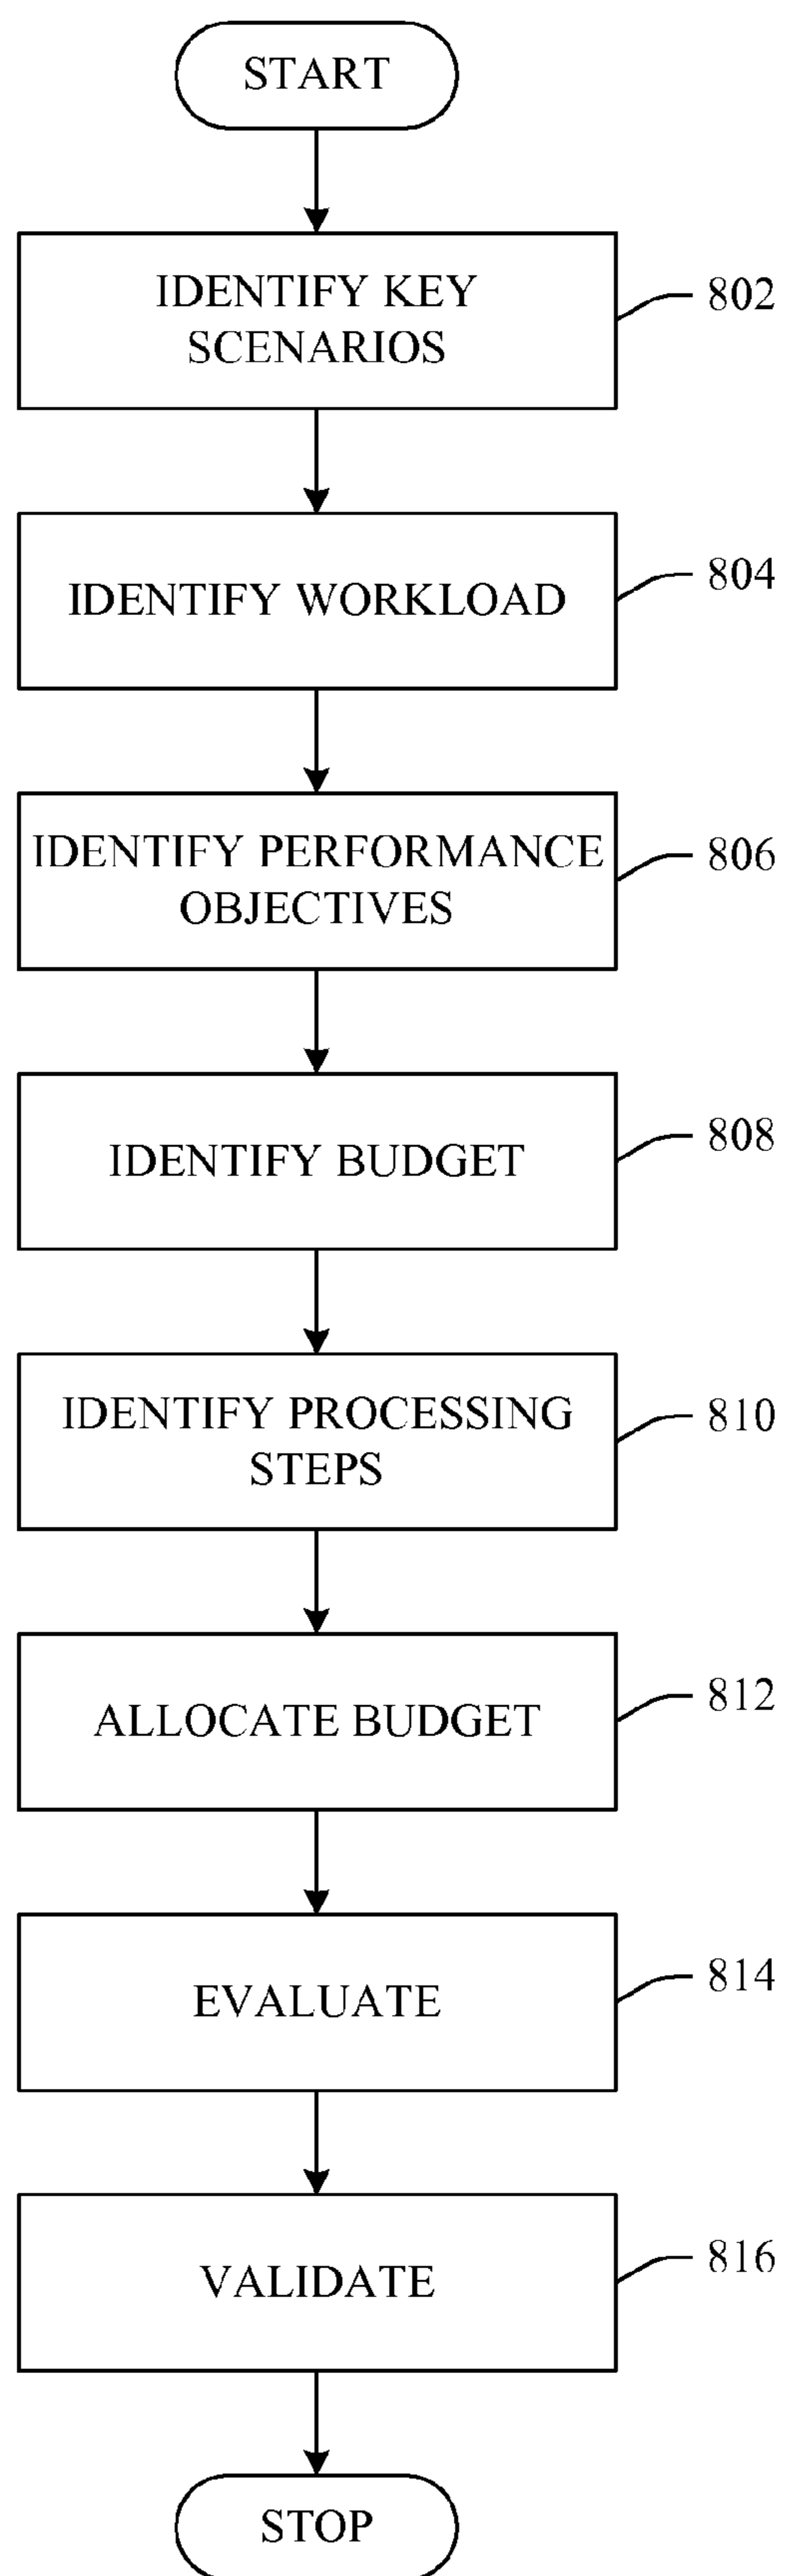 START
IDENTIFY KEY
SCENARIOS
802
IDENTIFY WORKLOAD
804
IDENTIFY PERFORMANCE
OBJECTIVES
806
IDENTIFY BUDGET
808
IDENTIFY PROCESSING
STEPS
810
ALLOCATE BUDGET
812
EVALUATE
814
VALIDATE
816
STOP